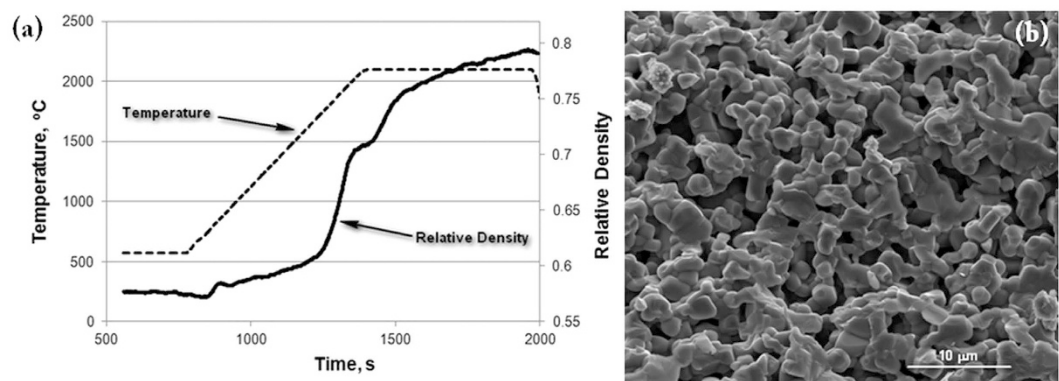 (a)
2500
2000
1500
1000
500
0
Temperature, ºC
500
1000
1500
2000
Time, s
0.8
0.75
0.7
0.65
0.6
0.55
Relative Density
Temperature
Relative Density
(b)
10 µm